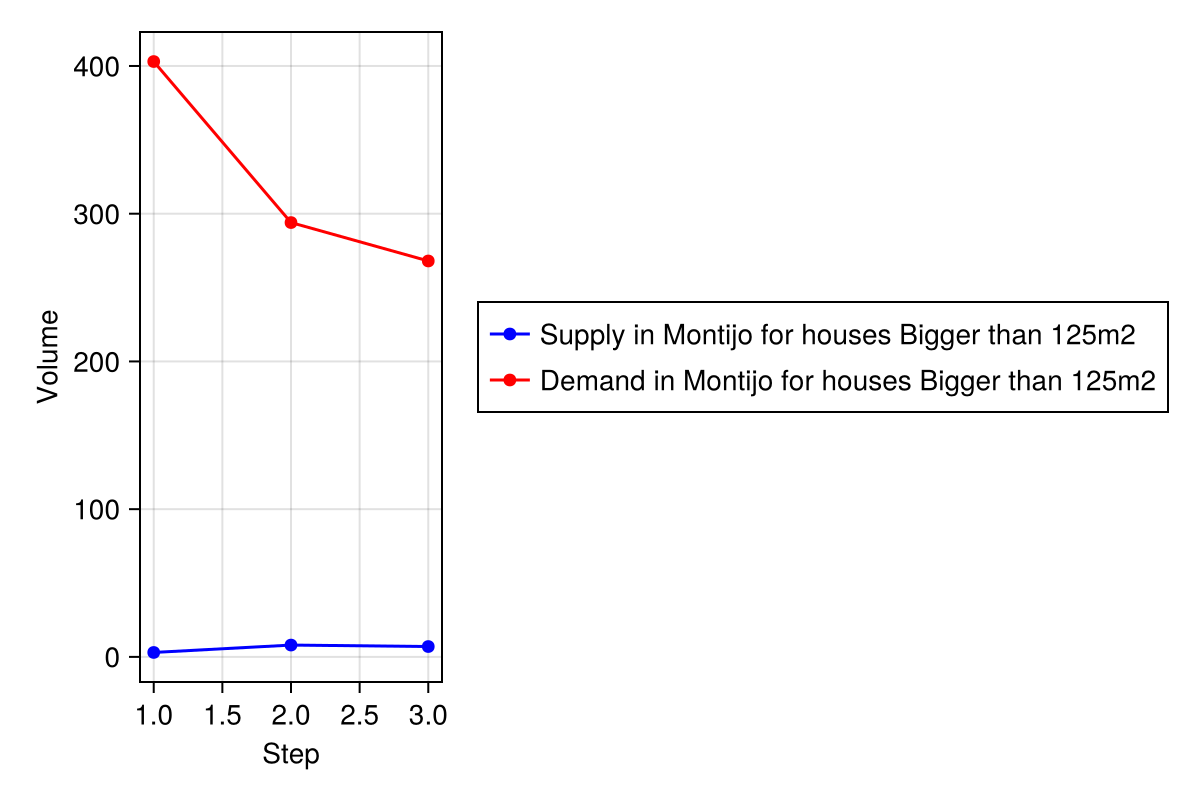 400
300
200
100
0
Volume
1.0 1.5 2.0 2.5 3.0
Step
Supply in Montijo for houses Bigger than 125m2
Demand in Montijo for houses Bigger than 125m2